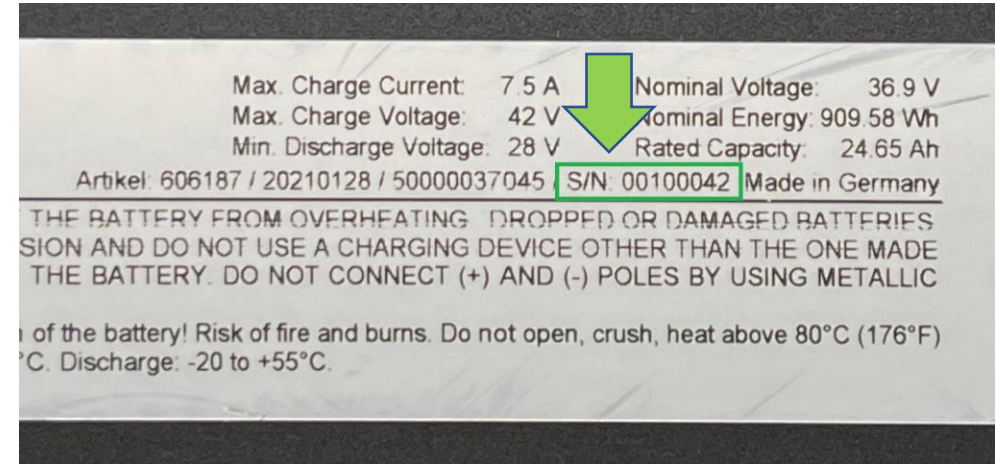 Max. Charge Current: 7.5 A Nominal Voltage: 36.9 V
Max. Charge Voltage: 42 V Nominal Energy: 909.58 Wh
Min. Discharge Voltage: 28 V Rated Capacity: 24.65 Ah
Artikel: 606187 / 20210128 / 50000037045 / S/N: 00100042 Made in Germany
THE BATTERY FROM OVERHEATING. DROPPED OR DAMAGED BATTERIES
SION AND DO NOT USE A CHARGING DEVICE OTHER THAN THE ONE MADE
THE BATTERY. DO NOT CONNECT (+) AND (-) POLES BY USING METALLIC
of the battery! Risk of fire and burns. Do not open, crush, heat above 80°C (176°F)
°C. Discharge: -20 to +55°C.